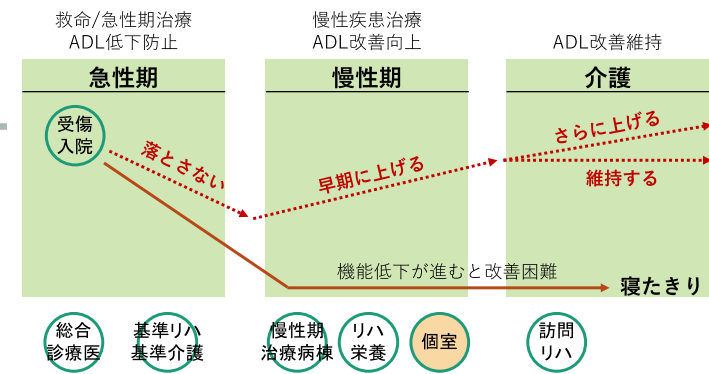 救命/急性期治療
ADL低下防止
慢性疾患治療
ADL改善向上
ADL改善維持
急性期
慢性期
介護
受傷
入院
落とさない
早期に上げる
さらに上げる
維持する
機能低下が進むと改善困難
寝たきり
総合
診療医
基準リハ
基準介護
慢性期
治療病棟
リハ
栄養
個室
訪問
リハ